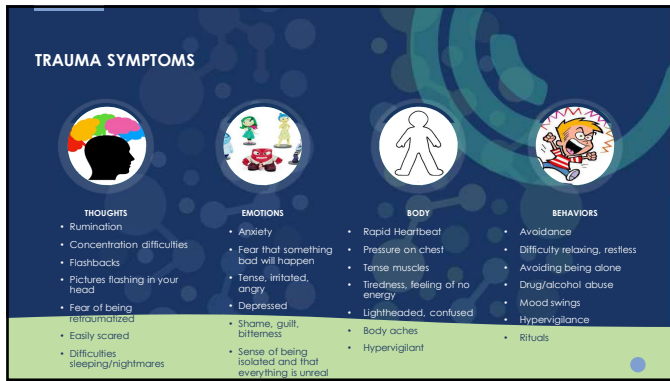 TRAUMA SYMPTOMS
THOUGHTS
• Rumination
• Concentration difficulties
• Flashbacks
• Pictures flashing in your
head
• Fear of being
retraumatized
• Easily scared
• Difficulties
sleeping/nightmares
EMOTIONS
• Anxiety
• Fear that something
bad will happen
• Tense, irritated,
angry
• Depressed
• Shame, guilt,
bitterness
• Sense of being
isolated and that
everything is unreal
BODY
• Rapid Heartbeat
• Pressure on chest
• Tense muscles
• Tiredness, feeling of no
energy
• Lightheaded, confused
• Body aches
• Hypervigilant
BEHAVIORS
• Avoidance
• Difficulty relaxing, restless
• Avoiding being alone
• Drug/alcohol abuse
• Mood swings
• Hypervigilance
• Rituals